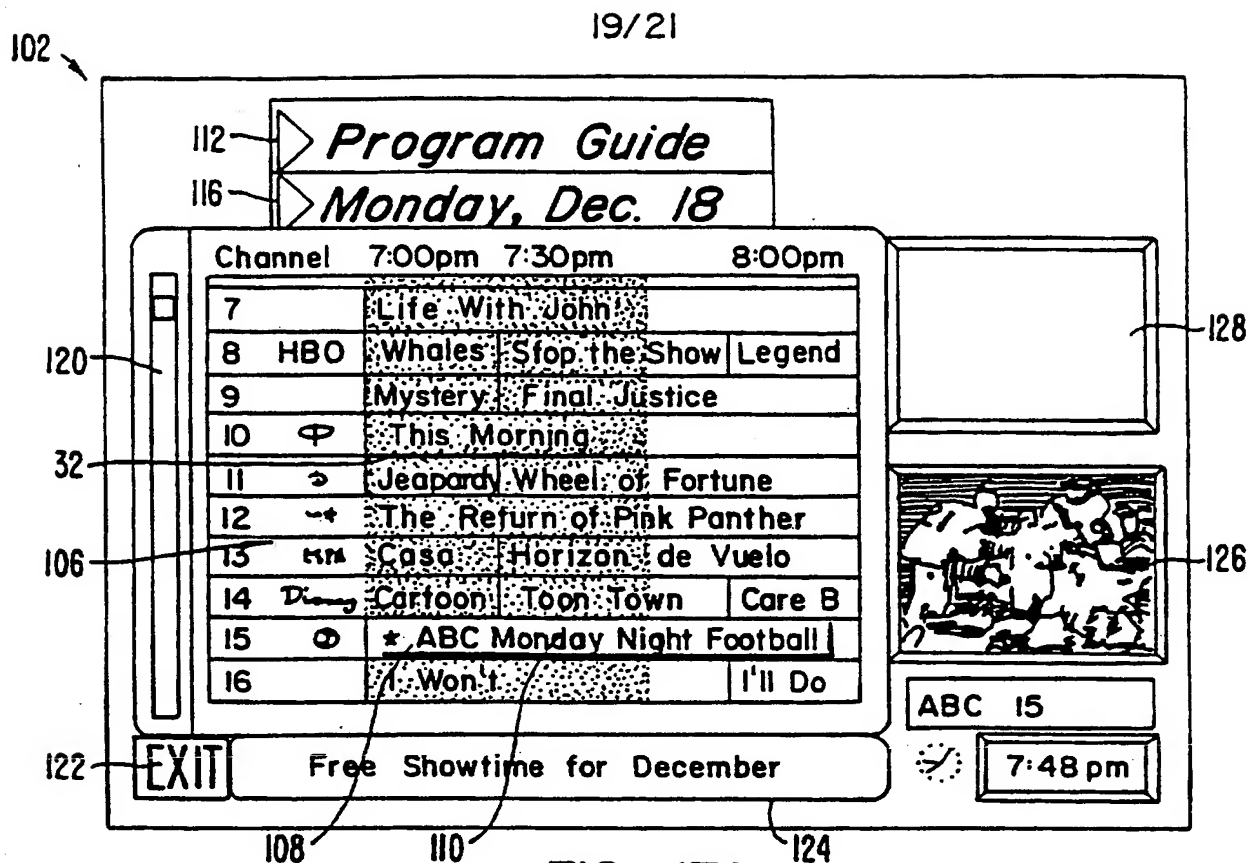 19/21
102
112 Program Guide
116 Monday, Dec. 18
Channel 7:00pm 7:30pm 8:00pm
7 Life With John
8 HBO Whales Stop the Show Legend
128
120
9 Mystery Final Justice
10 This Morning
32
11 Jeapardy Wheel of Fortune
12 The Return of Pink Panther
106
13 Casa Horizon de Vuelo
126
14 Disney Cartoon Toon Town Care B
15 * ABC Monday Night Football
16 I Won't I'll Do
ABC 15
122 EXIT Free Showtime for December 7:48 pm
108 110 124